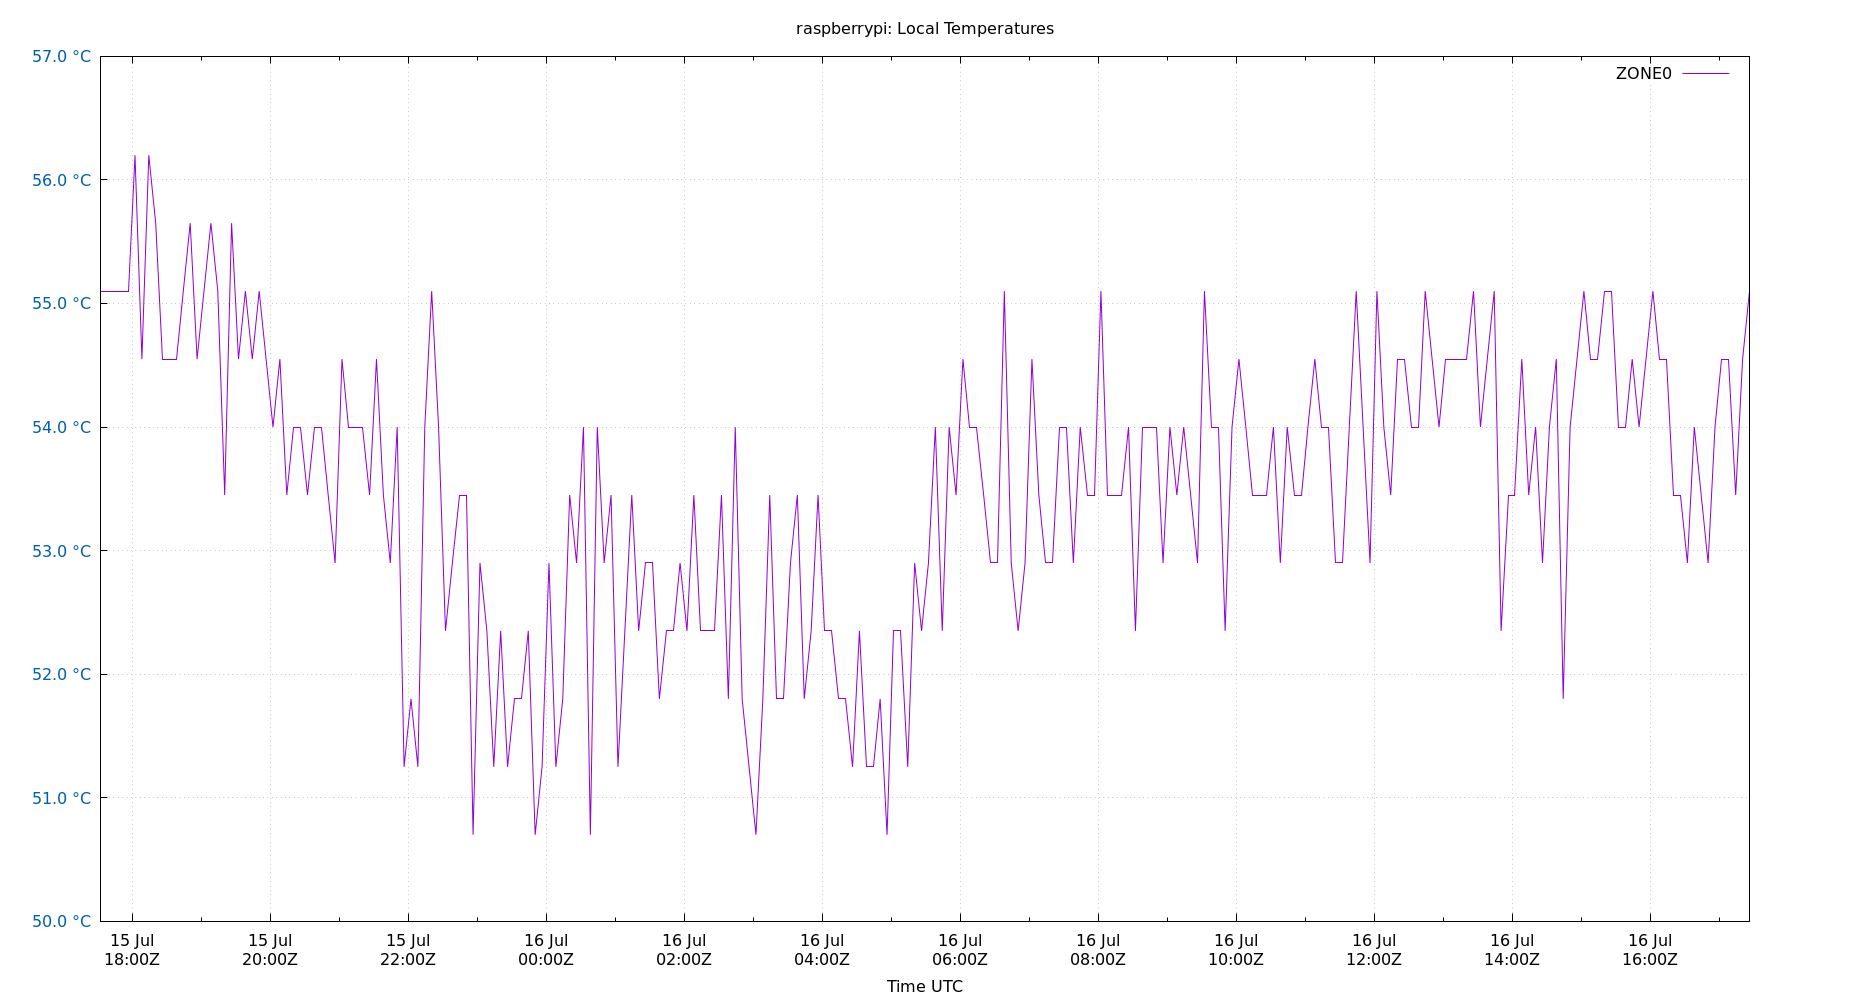 raspberrypi: Local Temperatures
57.0 °C
ZONE0
56.0 °C
55.0 °C
54.0 °C
53.0 °C
52.0 °C
51.0 °C
50.0 °C
15 Jul 15 Jul 15 Jul 16 Jul 16 Jul 16 Jul 16 Jul 16 Jul 16 Jul 16 Jul 16 Jul 16 Jul
18:00Z 20:00Z 22:00Z 00:00Z 02:00Z 04:00Z 06:00Z 08:00Z 10:00Z 12:00Z 14:00Z 16:00Z
Time UTC